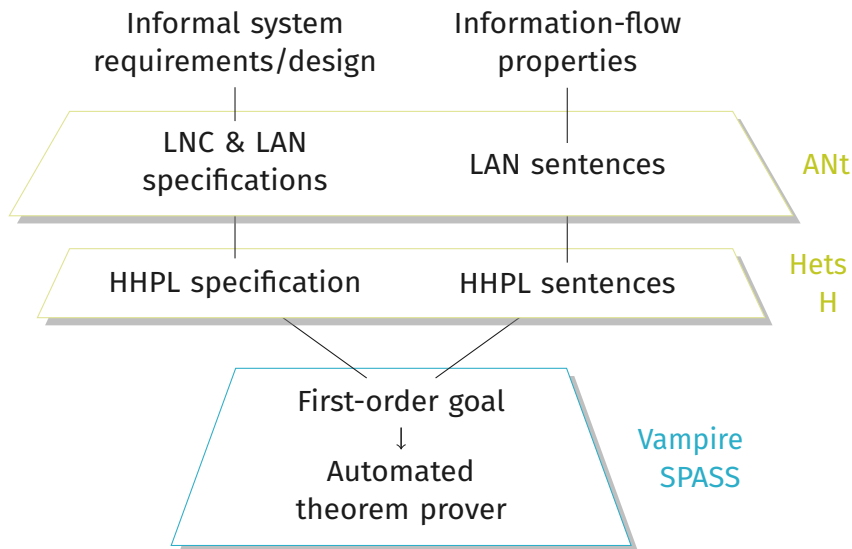 Informal system
requirements/design
Information-flow
properties
LNC & LAN
specifications
LAN sentences
ANt
HHPL specification
HHPL sentences
Hets
H
First-order goal
↓
Automated
theorem prover
Vampire
SPASS